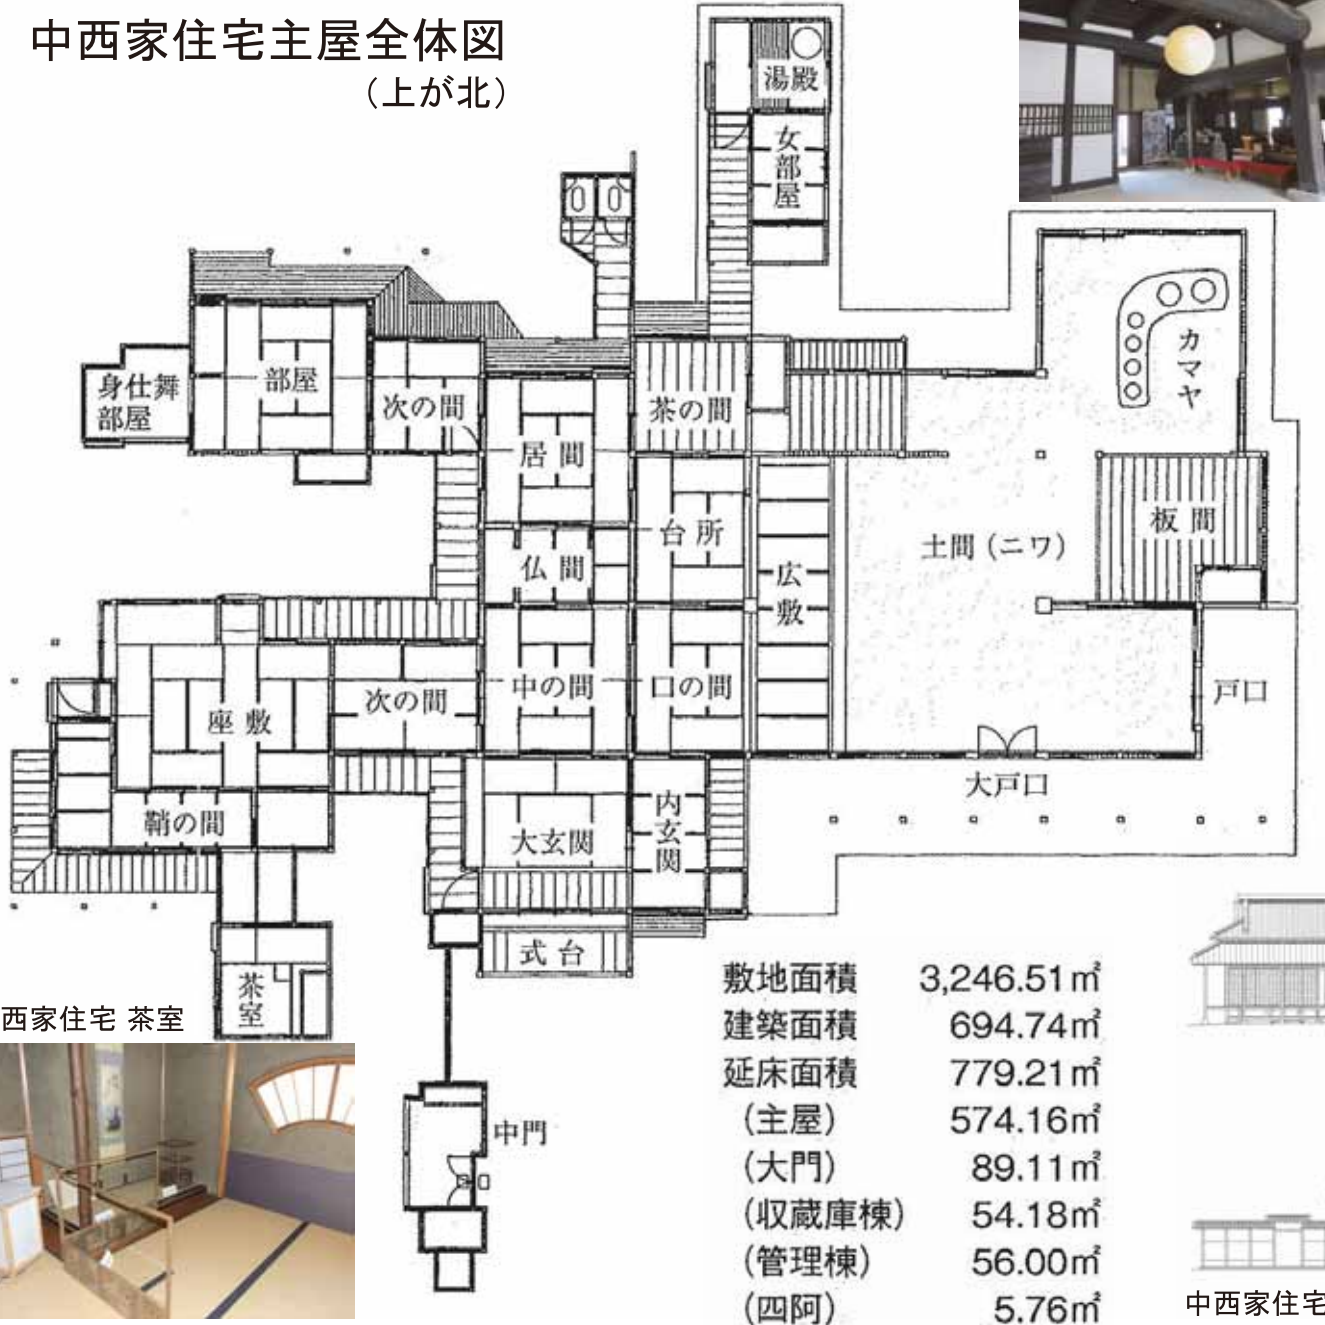 中西家住宅主屋全体図
（上が北）
湯殿
女部屋
カマヤ
身仕舞
部屋
部屋
次の間
居間
茶の間
仏間
台所
広敷
土間（ニワ）
板間
座敷
次の間
中の間
口の間
戸口
大戸口
鞘の間
大玄関
内玄関
式台
茶室
西家住宅 茶室
中門
敷地面積 3,246.51㎡
建築面積 694.74㎡
延床面積 779.21㎡
（主屋） 574.16㎡
（大門） 89.11㎡
（収蔵庫棟） 54.18㎡
（管理棟） 56.00㎡
（四阿） 5.76㎡
中西家住宅